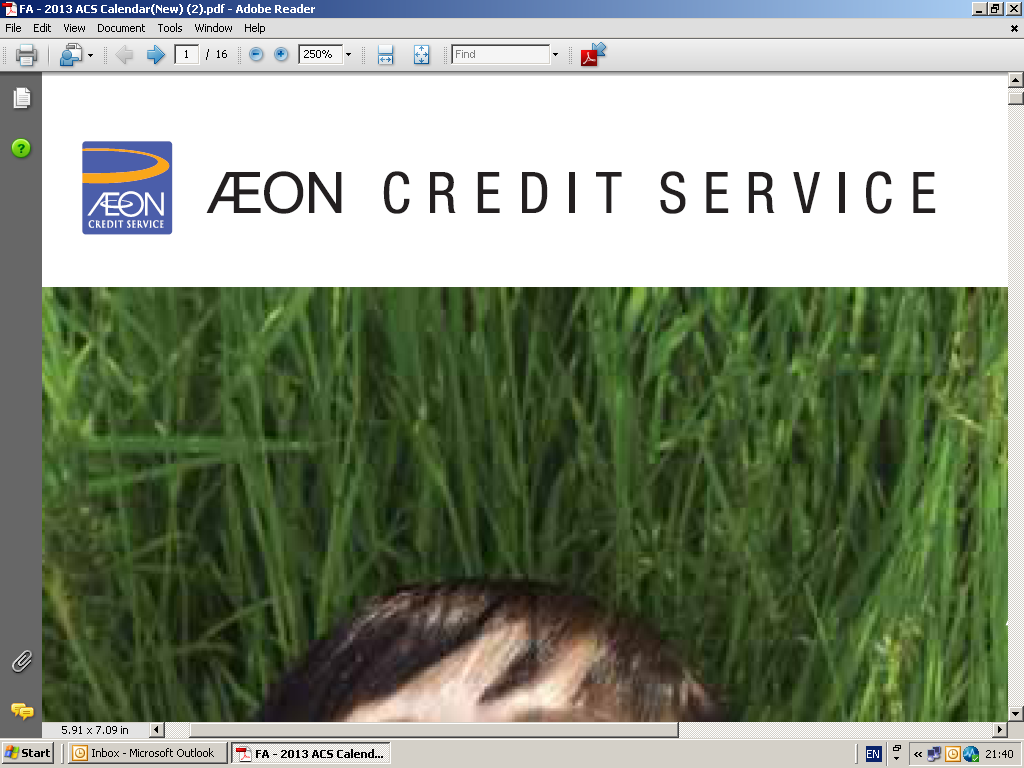 FA - 2013 ACS Calendar(New) (2).pdf - Adobe Reader
File Edit View Document Tools Window Help
1 / 16 250% Find
ÆON CREDIT SERVICE
ÆON
CREDIT SERVICE
5.91 x 7.09 in
Start Inbox - Microsoft Outlook FA - 2013 ACS Calend... EN « 21:40